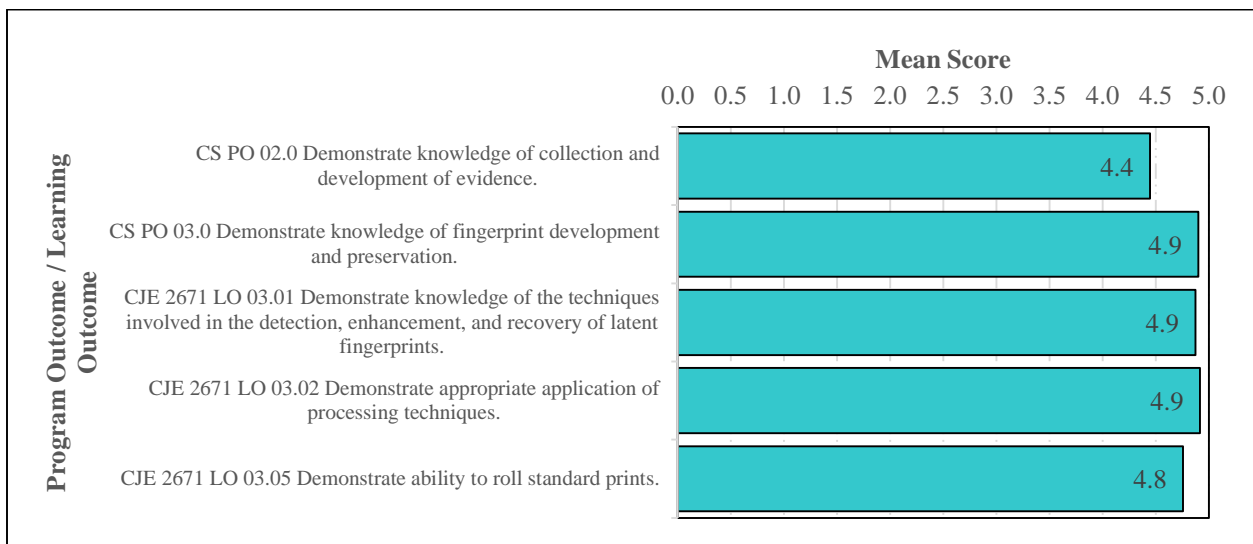 Mean Score
0.0 0.5 1.0 1.5 2.0 2.5 3.0 3.5 4.0 4.5 5.0
Program Outcome / Learning
Outcome
CS PO 02.0 Demonstrate knowledge of collection and
development of evidence.
4.4
CS PO 03.0 Demonstrate knowledge of fingerprint development
and preservation.
4.9
CJE 2671 LO 03.01 Demonstrate knowledge of the techniques
involved in the detection, enhancement, and recovery of latent
fingerprints.
4.9
CJE 2671 LO 03.02 Demonstrate appropriate application of
processing techniques.
4.9
CJE 2671 LO 03.05 Demonstrate ability to roll standard prints.
4.8